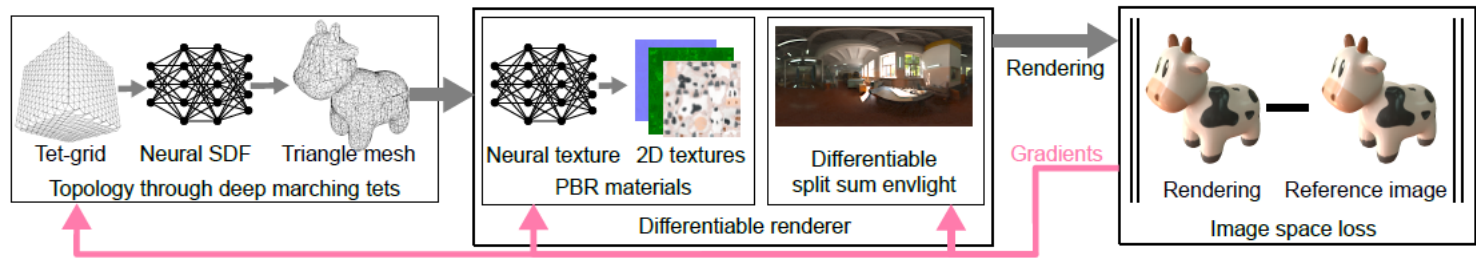 Tet-grid
Neural SDF
Triangle mesh
Topology through deep marching tets
Neural texture
2D textures
PBR materials
Differentiable
split sum envlight
Differentiable renderer
Rendering
Gradients
Rendering
Reference image
Image space loss